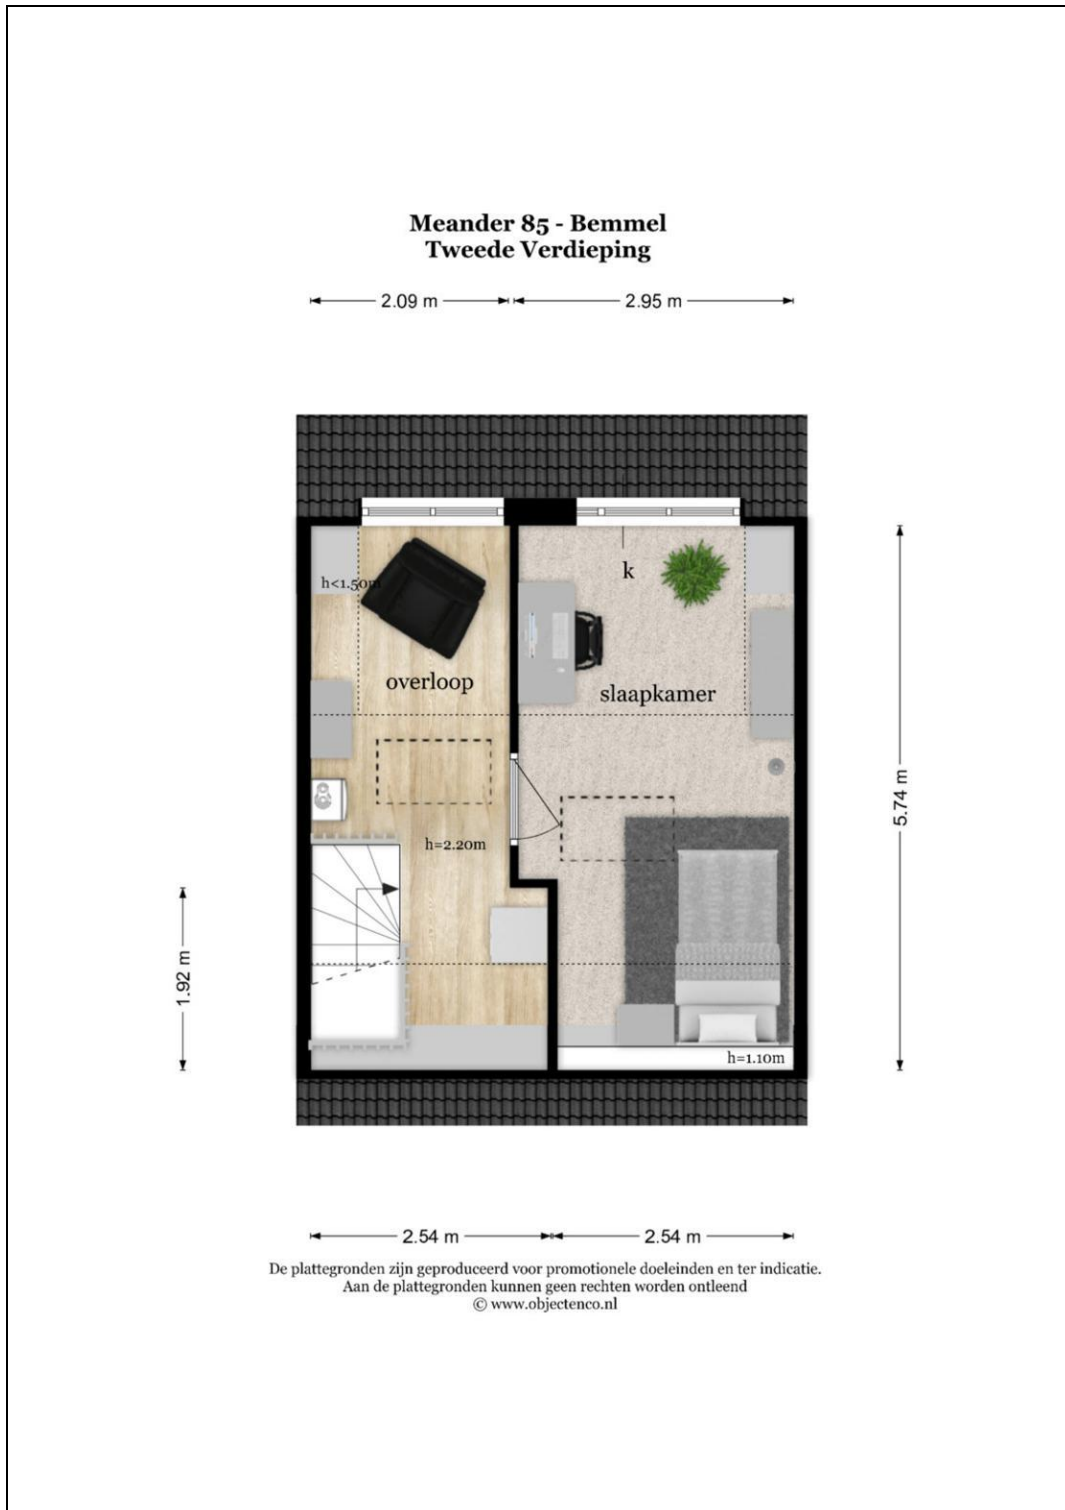 Meander 85 - Bemmel
Tweede Verdieping
2.09 m
2.95 m
h<1.50m
k
overloop
slaapkamer
h=2.20m
5.74 m
1.92 m
h=1.10m
2.54 m
2.54 m
De plattegronden zijn geproduceerd voor promotionele doeleinden en ter indicatie.
Aan de plattegronden kunnen geen rechten worden ontleend
© www.objectenco.nl